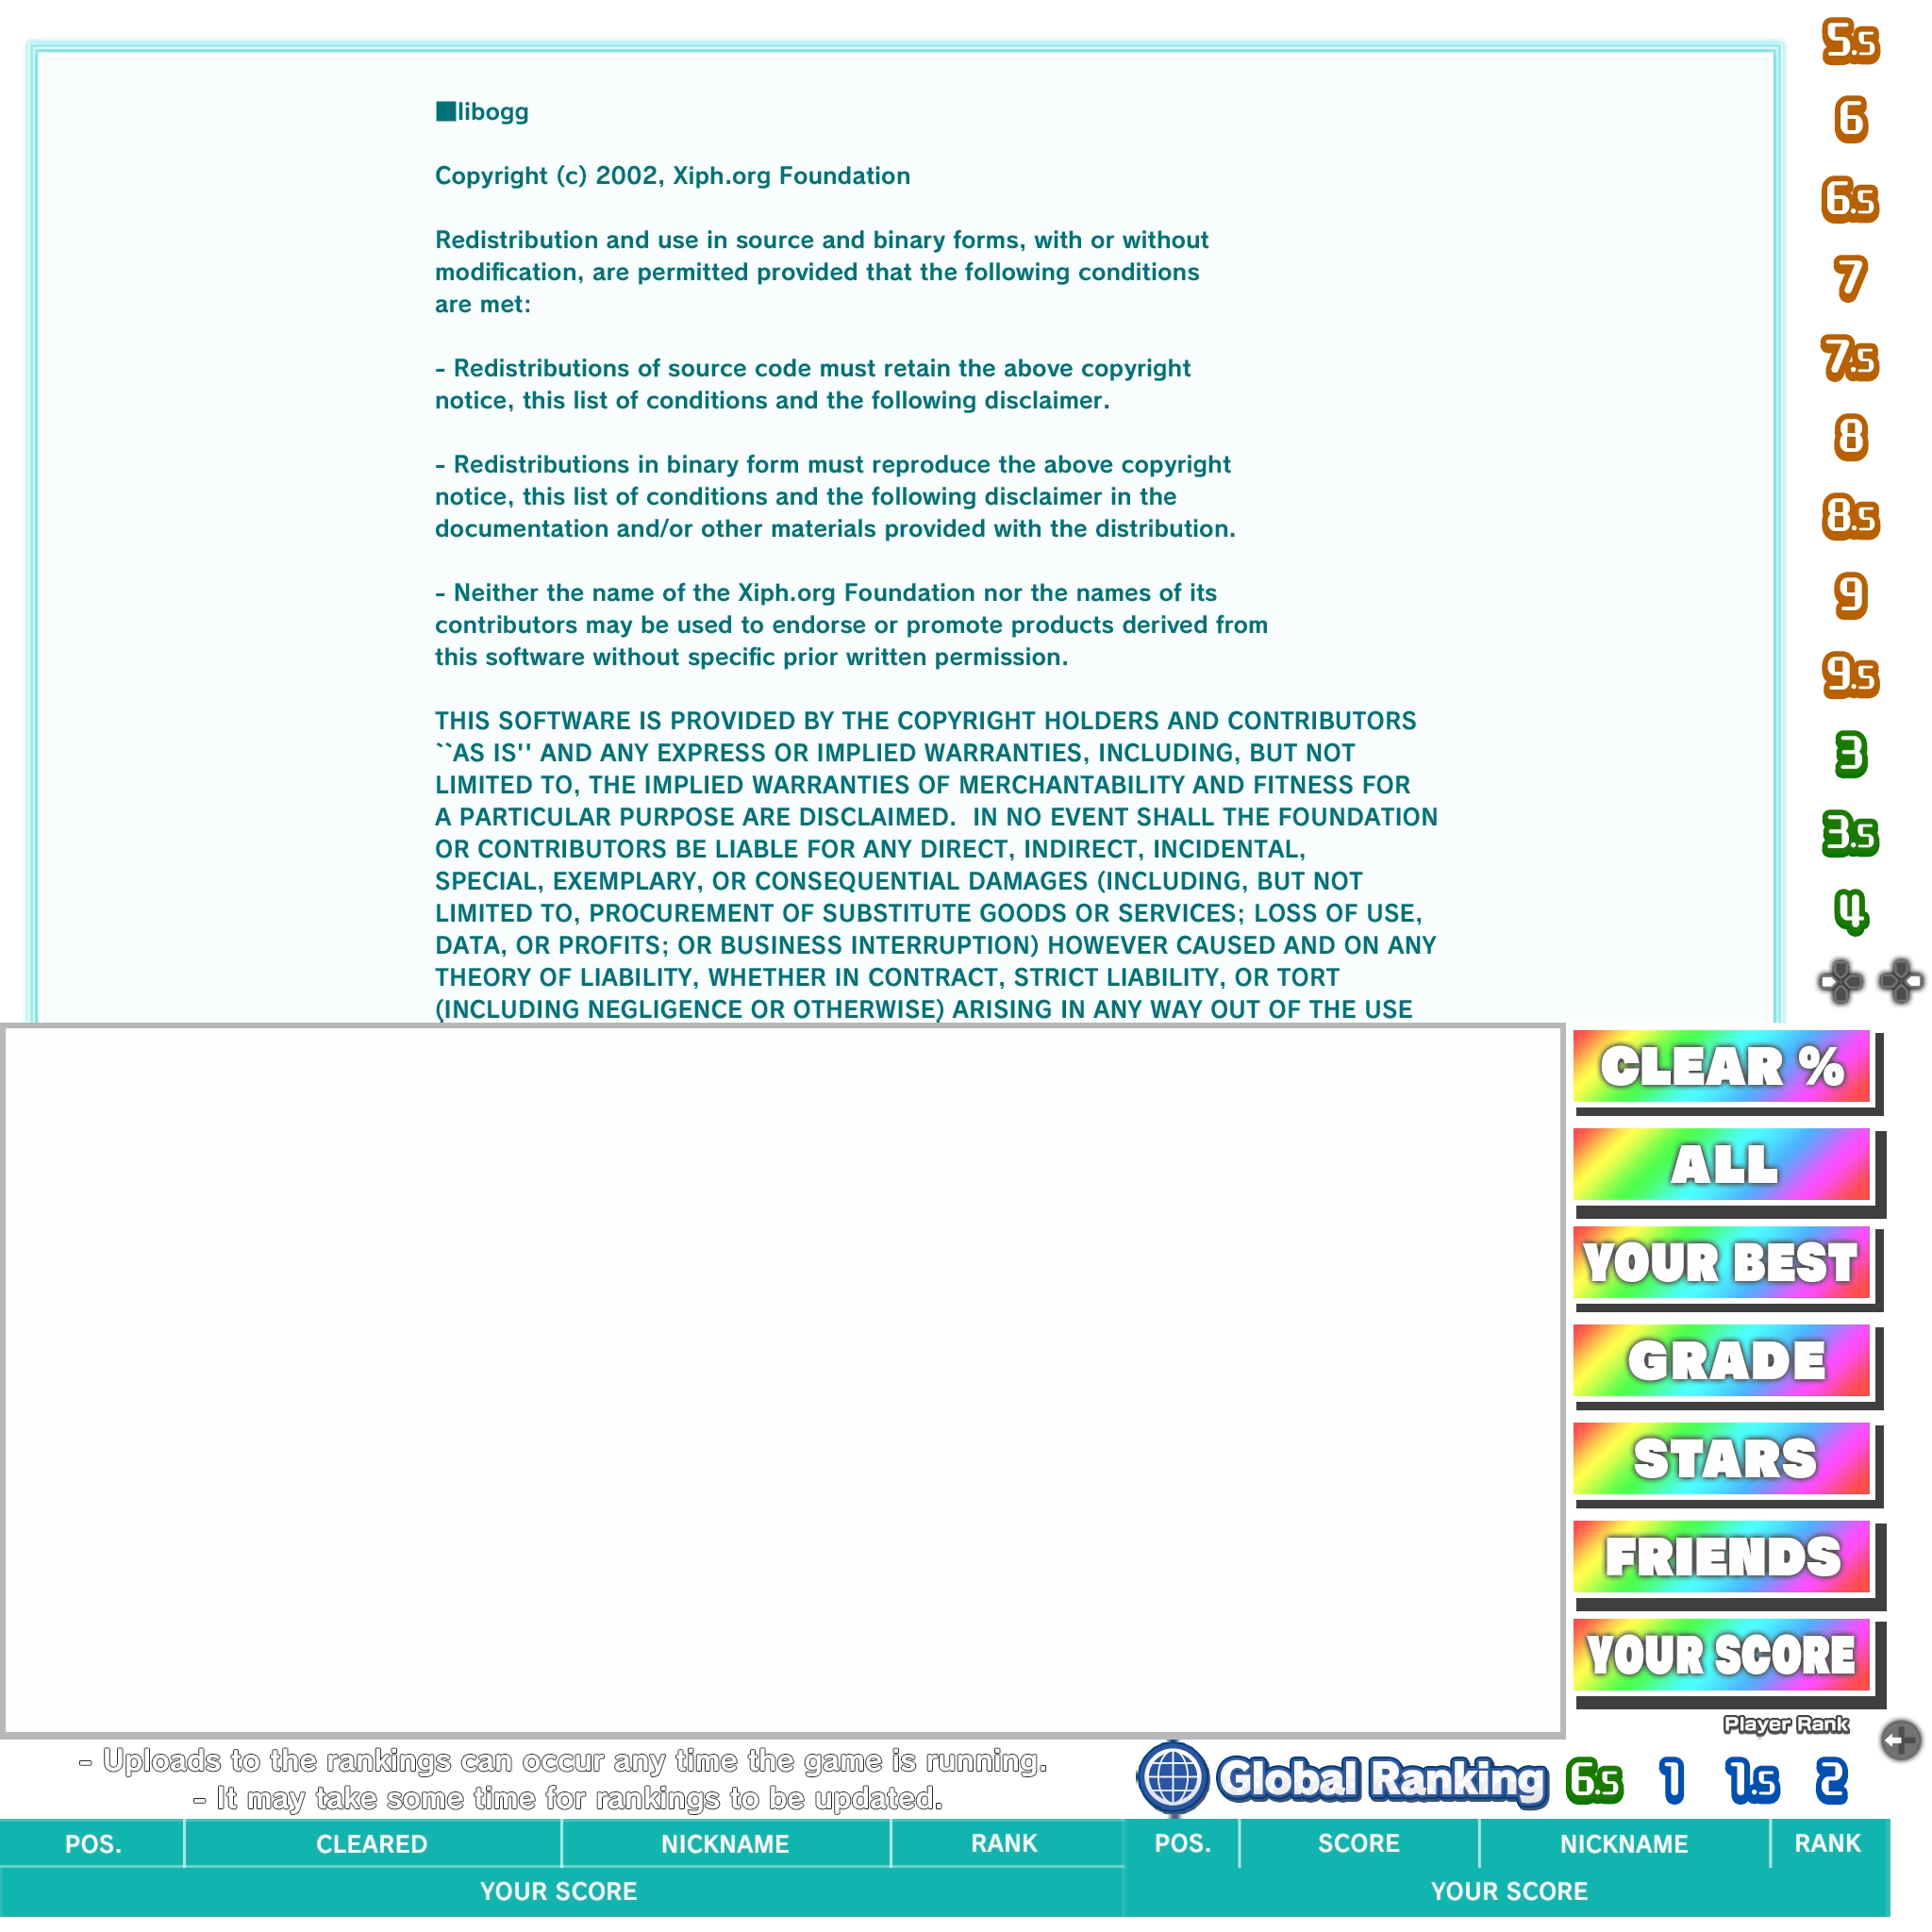 ■libogg
Copyright (c) 2002, Xiph.org Foundation
Redistribution and use in source and binary forms, with or without
modification, are permitted provided that the following conditions
are met:
- Redistributions of source code must retain the above copyright
notice, this list of conditions and the following disclaimer.
- Redistributions in binary form must reproduce the above copyright
notice, this list of conditions and the following disclaimer in the
documentation and/or other materials provided with the distribution.
- Neither the name of the Xiph.org Foundation nor the names of its
contributors may be used to endorse or promote products derived from
this software without specific prior written permission.
THIS SOFTWARE IS PROVIDED BY THE COPYRIGHT HOLDERS AND CONTRIBUTORS
``AS IS'' AND ANY EXPRESS OR IMPLIED WARRANTIES, INCLUDING, BUT NOT
LIMITED TO, THE IMPLIED WARRANTIES OF MERCHANTABILITY AND FITNESS FOR
A PARTICULAR PURPOSE ARE DISCLAIMED.  IN NO EVENT SHALL THE FOUNDATION
OR CONTRIBUTORS BE LIABLE FOR ANY DIRECT, INDIRECT, INCIDENTAL,
SPECIAL, EXEMPLARY, OR CONSEQUENTIAL DAMAGES (INCLUDING, BUT NOT
LIMITED TO, PROCUREMENT OF SUBSTITUTE GOODS OR SERVICES; LOSS OF USE,
DATA, OR PROFITS; OR BUSINESS INTERRUPTION) HOWEVER CAUSED AND ON ANY
THEORY OF LIABILITY, WHETHER IN CONTRACT, STRICT LIABILITY, OR TORT
(INCLUDING NEGLIGENCE OR OTHERWISE) ARISING IN ANY WAY OUT OF THE USE
5.5
6
6.5
7
7.5
8
8.5
9
9.5
3
3.5
4
CLEAR %
ALL
YOUR BEST
GRADE
STARS
FRIENDS
YOUR SCORE
Player Rank
- Uploads to the rankings can occur any time the game is running.
- It may take some time for rankings to be updated.
Global Ranking
6.5 1 1.5 2
POS. CLEARED NICKNAME RANK
YOUR SCORE
POS. SCORE NICKNAME RANK
YOUR SCORE